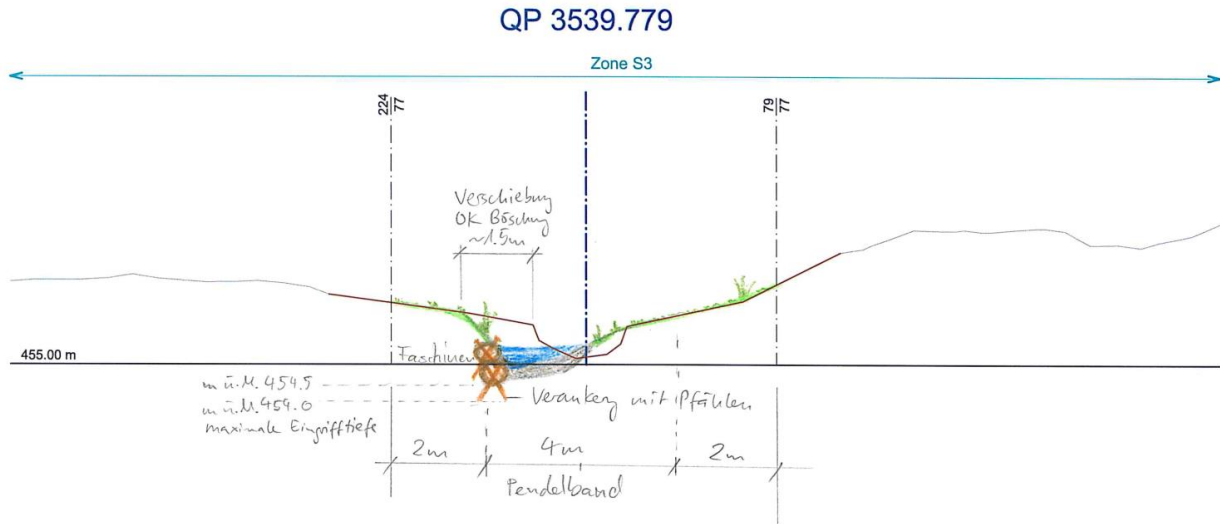 QP 3539.779
Zone S3
224
77
79
77
Verschiebung
OK Böschung
~1.5m
455.00 m
Faschinen
m ü.M. 454.5
m ü.M. 454.0
maximale Eingrifftiefe
Verankerg mit Pfählen
2m
4m
2m
Pendelband